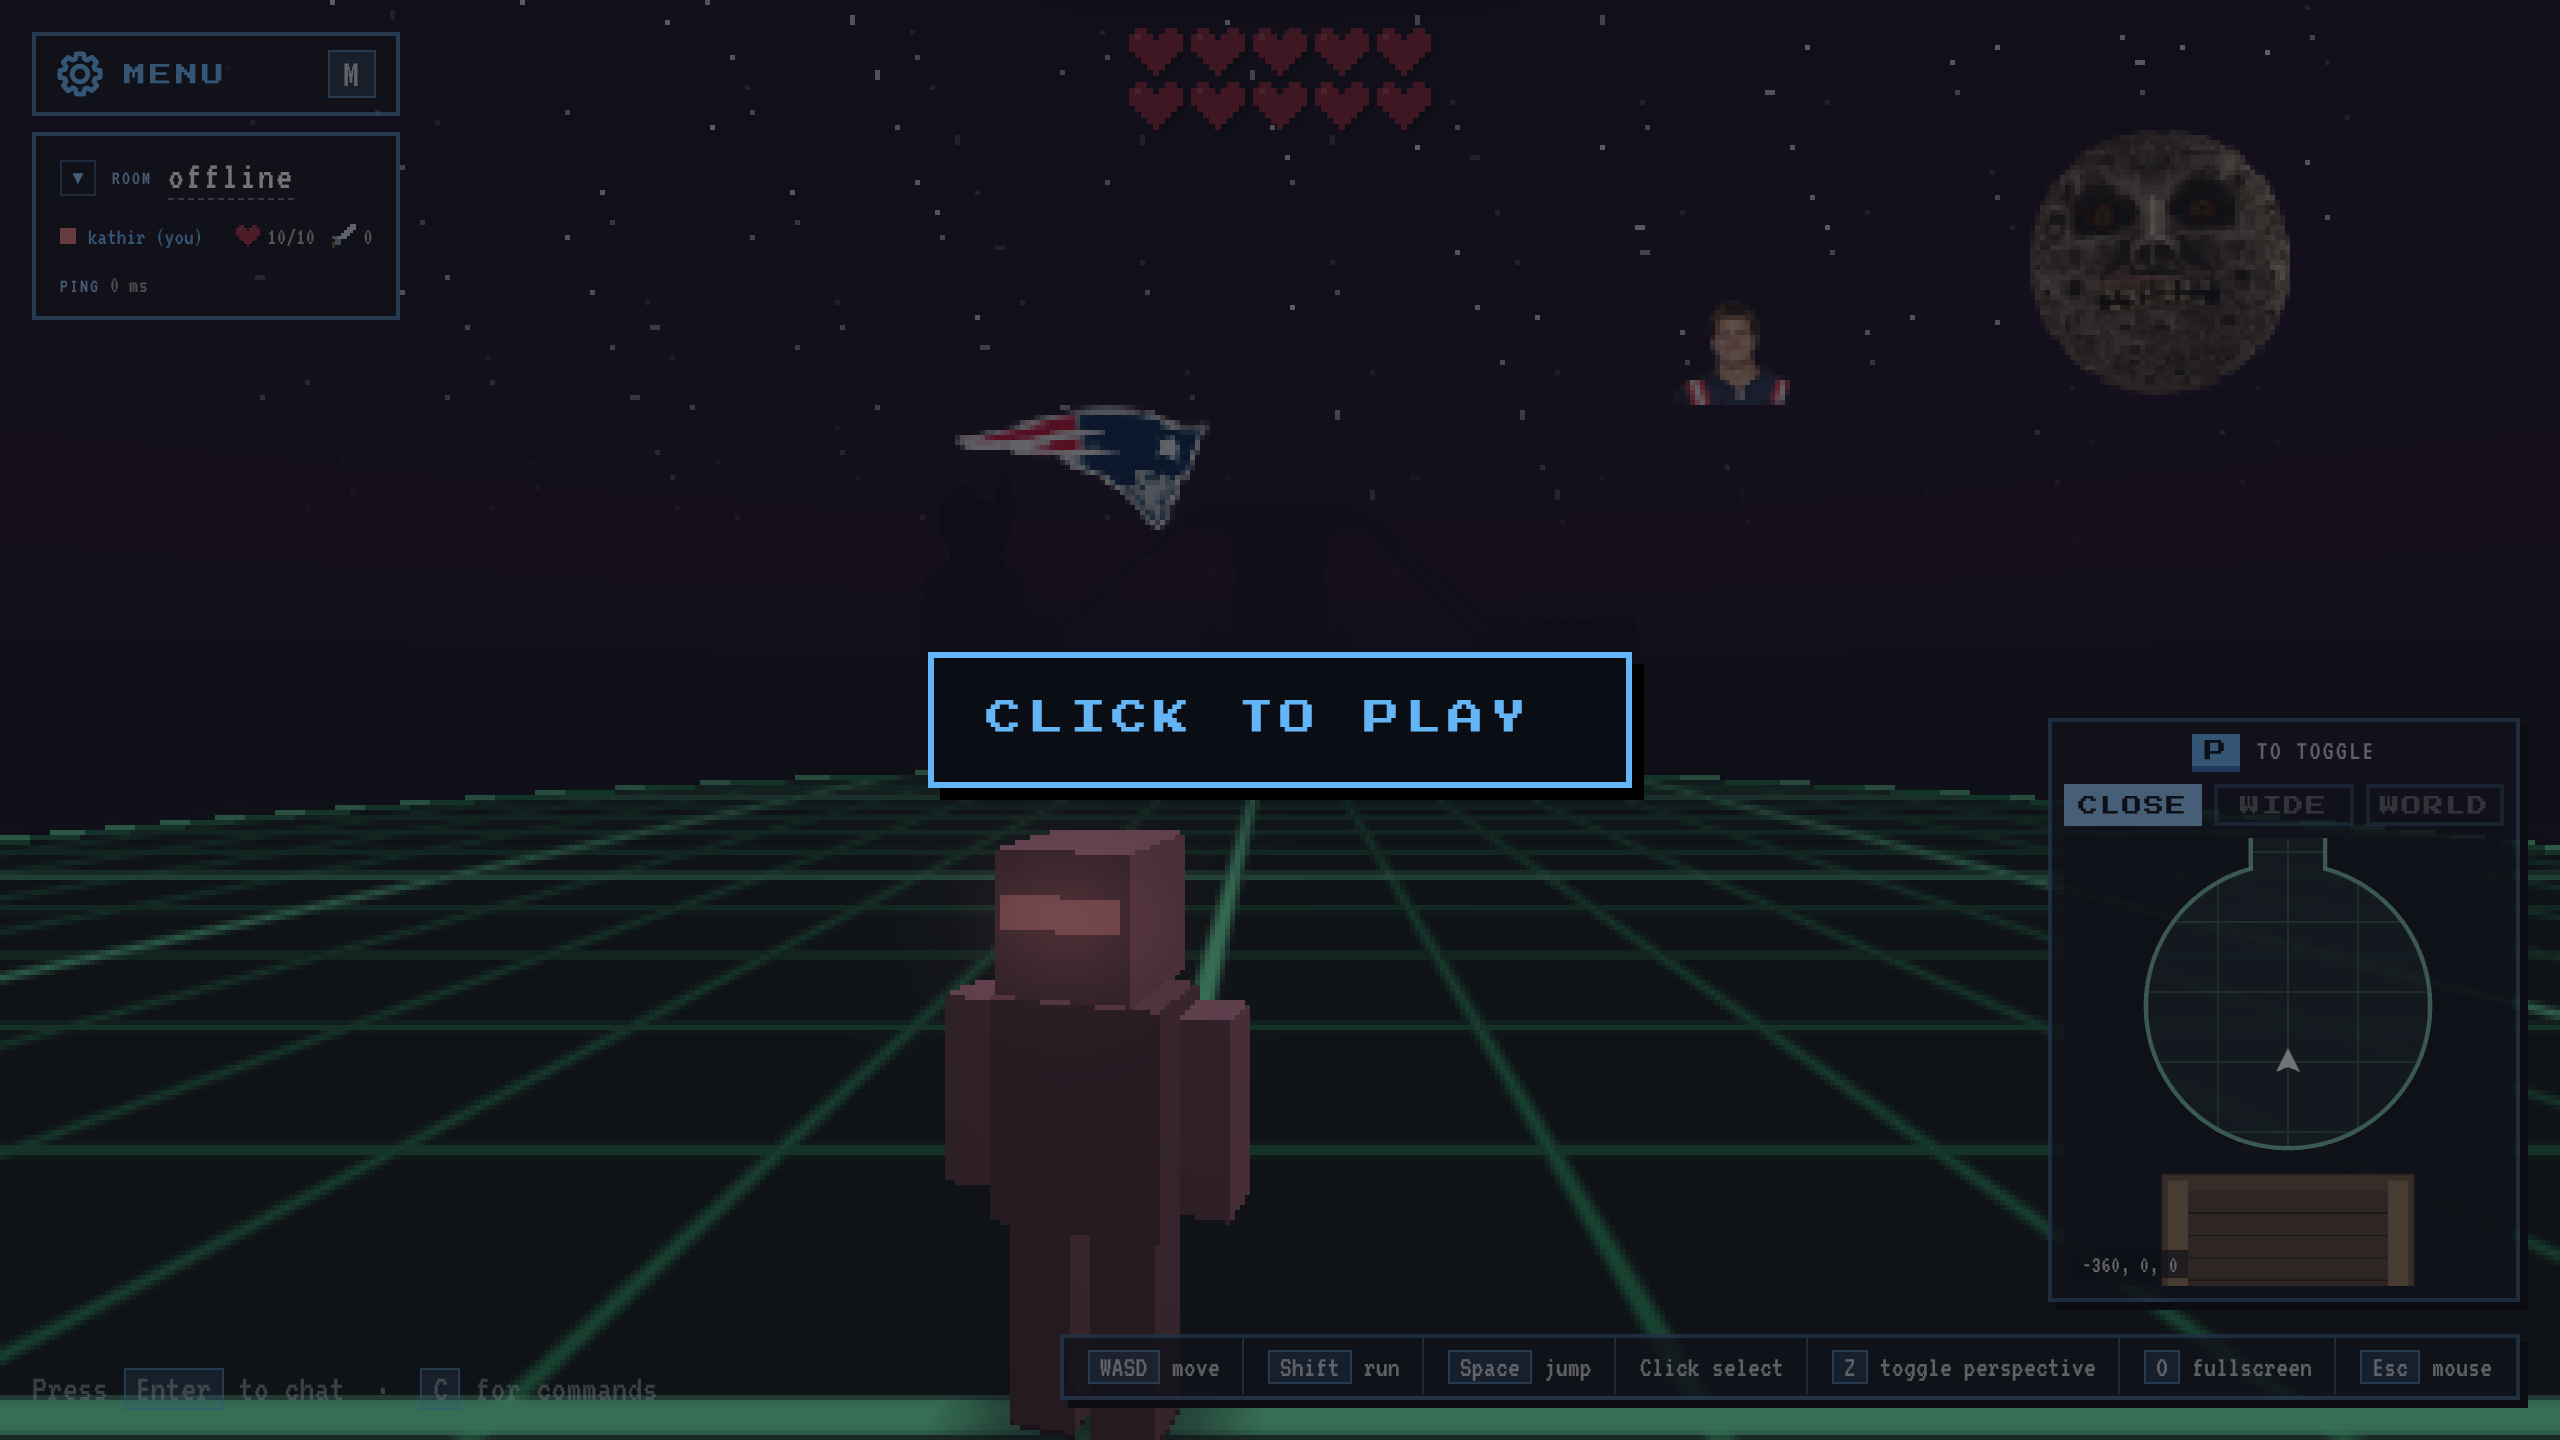 MENU M
ROOM offline
kathir (you) 10/10 0
PING 0 ms
CLICK TO PLAY
P TO TOGGLE
CLOSE WIDE WORLD
-360, 0, 0
Press Enter to chat · C for commands
WASD move Shift run Space jump Click select Z toggle perspective O fullscreen Esc mouse